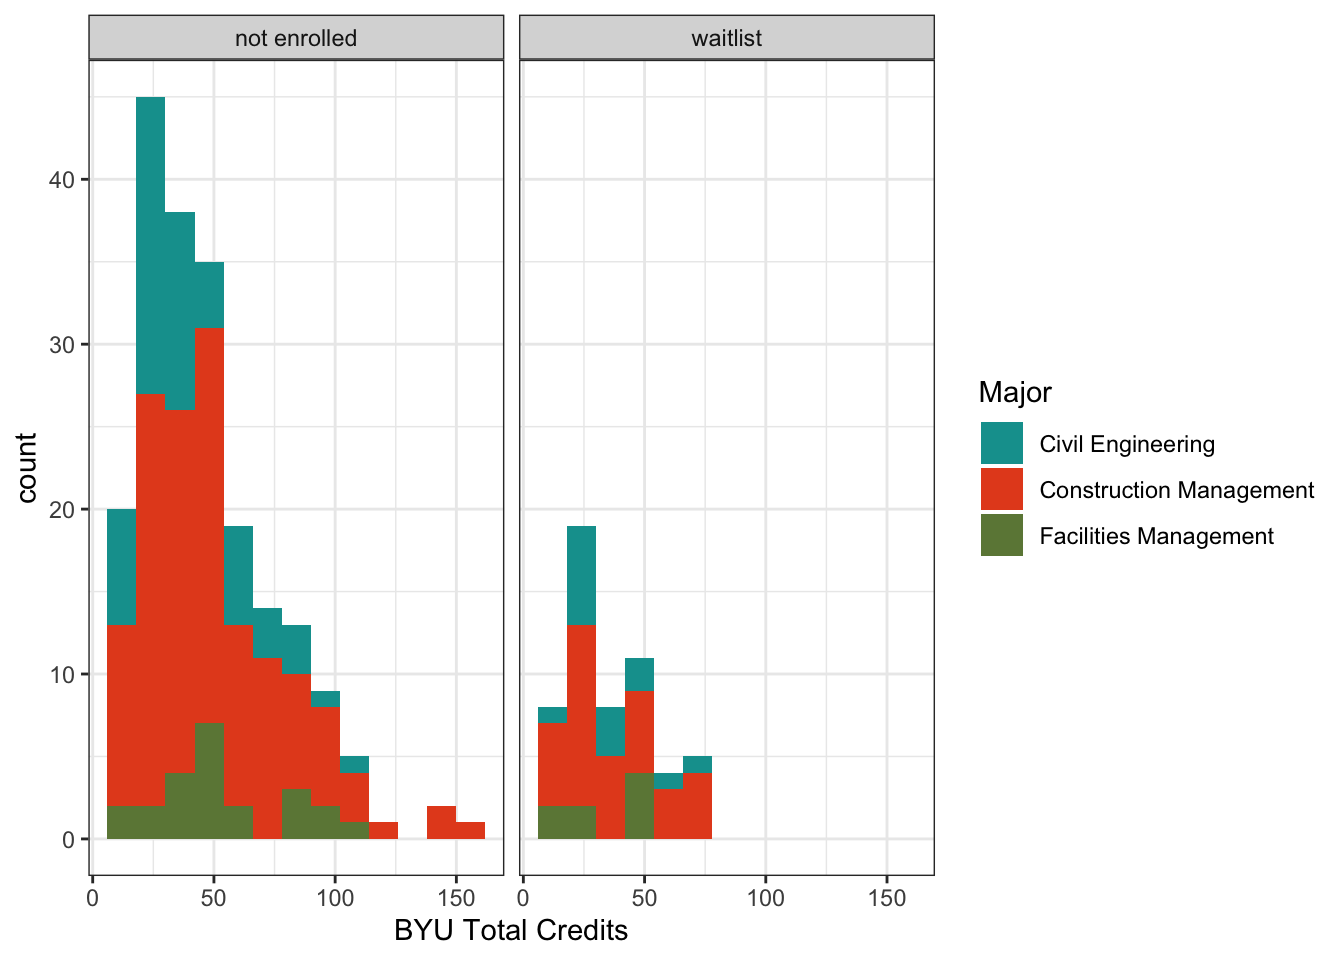 not enrolled
waitlist
count
40
30
20
10
0
0 50 100 150
0 50 100 150
BYU Total Credits
Major
Civil Engineering
Construction Management
Facilities Management